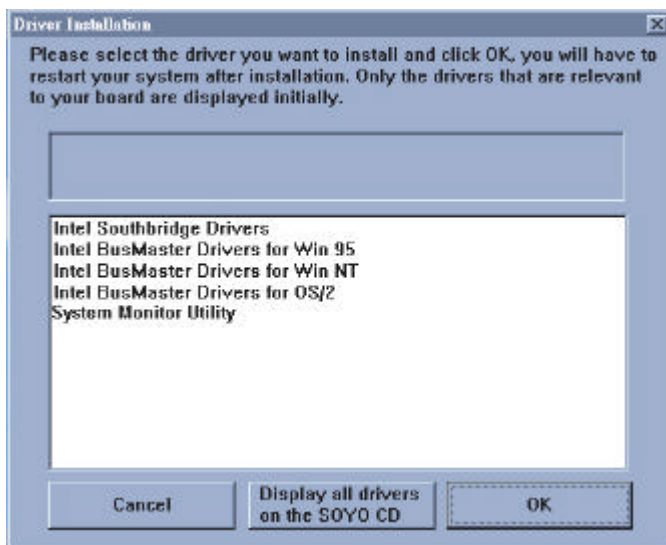 Driver Installation
Please select the driver you want to install and click OK, you will have to
restart your system after installation. Only the drivers that are relevant
to your board are displayed initially.
Intel Southbridge Drivers
Intel BusMaster Drivers for Win 95
Intel BusMaster Drivers for Win NT
Intel BusMaster Drivers for OS/2
System Monitor Utility
Cancel
Display all drivers
on the SOYO CD
OK